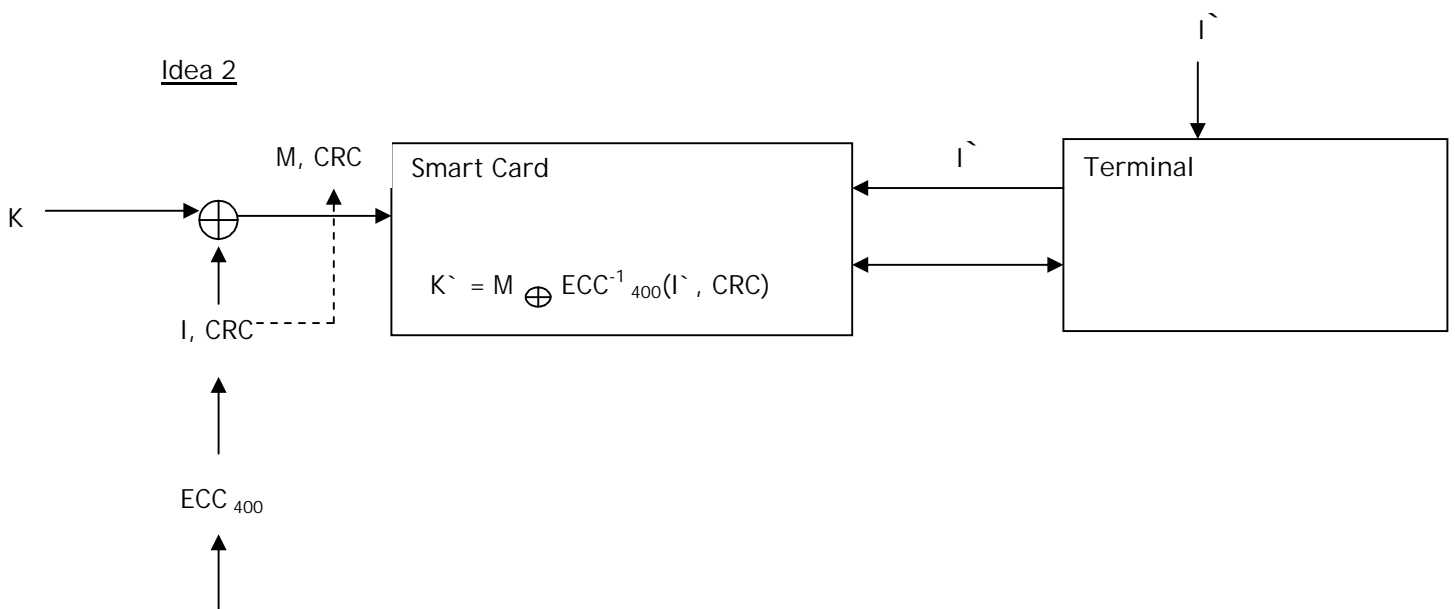 I`
Idea 2
M, CRC
Smart Card
I`
Terminal
K
K` = M ⊕ ECC⁻¹ ₄₀₀(I`, CRC)
I, CRC
ECC ₄₀₀